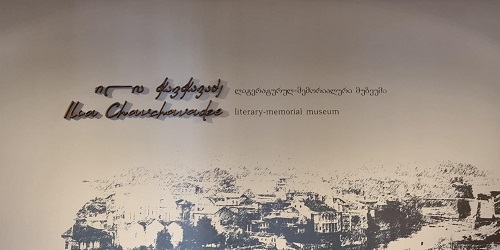 ილია ჭავჭავაძე ლიტერატურულ-მემორიალური მუზეუმი
Ilia Chavchavadze literary-memorial museum